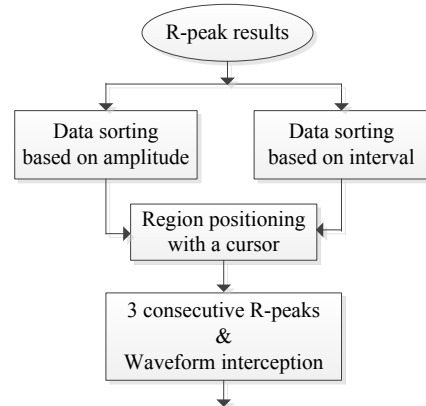 R-peak results
Data sorting
based on amplitude
Data sorting
based on interval
Region positioning
with a cursor
3 consecutive R-peaks
&
Waveform interception